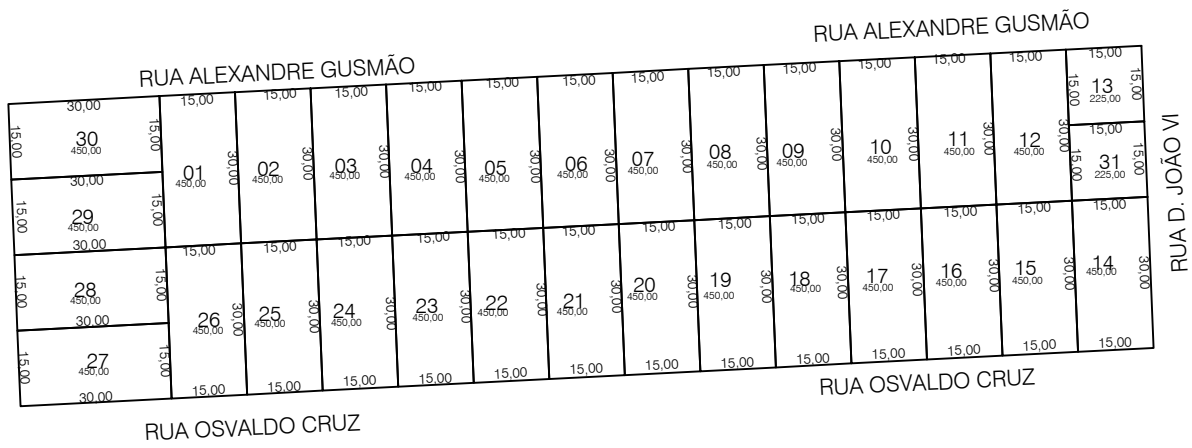 RUA ALEXANDRE GUSMÃO
RUA ALEXANDRE GUSMÃO
30,00
15,00
15,00
15,00
15,00
15,00
15,00
15,00
15,00
15,00
15,00
15,00
15,00
15,00
15,00 30 450,00 15,00
01 450,00 30,00
02 450,00 30,00
03 450,00 30,00
04 450,00 30,00
05 450,00 30,00
06 450,00 30,00
07 450,00 30,00
08 450,00 30,00
09 450,00 30,00
10 450,00 30,00
11 450,00 30,00
12 450,00 30,00
15,00 13 225,00 15,00
15,00
15,00 31 225,00 15,00
RUA D. JOÃO VI
30,00
15,00 29 450,00 15,00
30,00
15,00 28 450,00 15,00
30,00
15,00 27 450,00 15,00
30,00
15,00
15,00
15,00
15,00
15,00
15,00
15,00
15,00
15,00
15,00
15,00
15,00
15,00
26 450,00 30,00
25 450,00 30,00
24 450,00 30,00
23 450,00 30,00
22 450,00 30,00
21 450,00 30,00
20 450,00 30,00
19 450,00 30,00
18 450,00 30,00
17 450,00 30,00
16 450,00 30,00
15 450,00 30,00
14 450,00 30,00
15,00
15,00
15,00
15,00
15,00
15,00
15,00
15,00
15,00
15,00
15,00
15,00
15,00
RUA OSVALDO CRUZ
RUA OSVALDO CRUZ